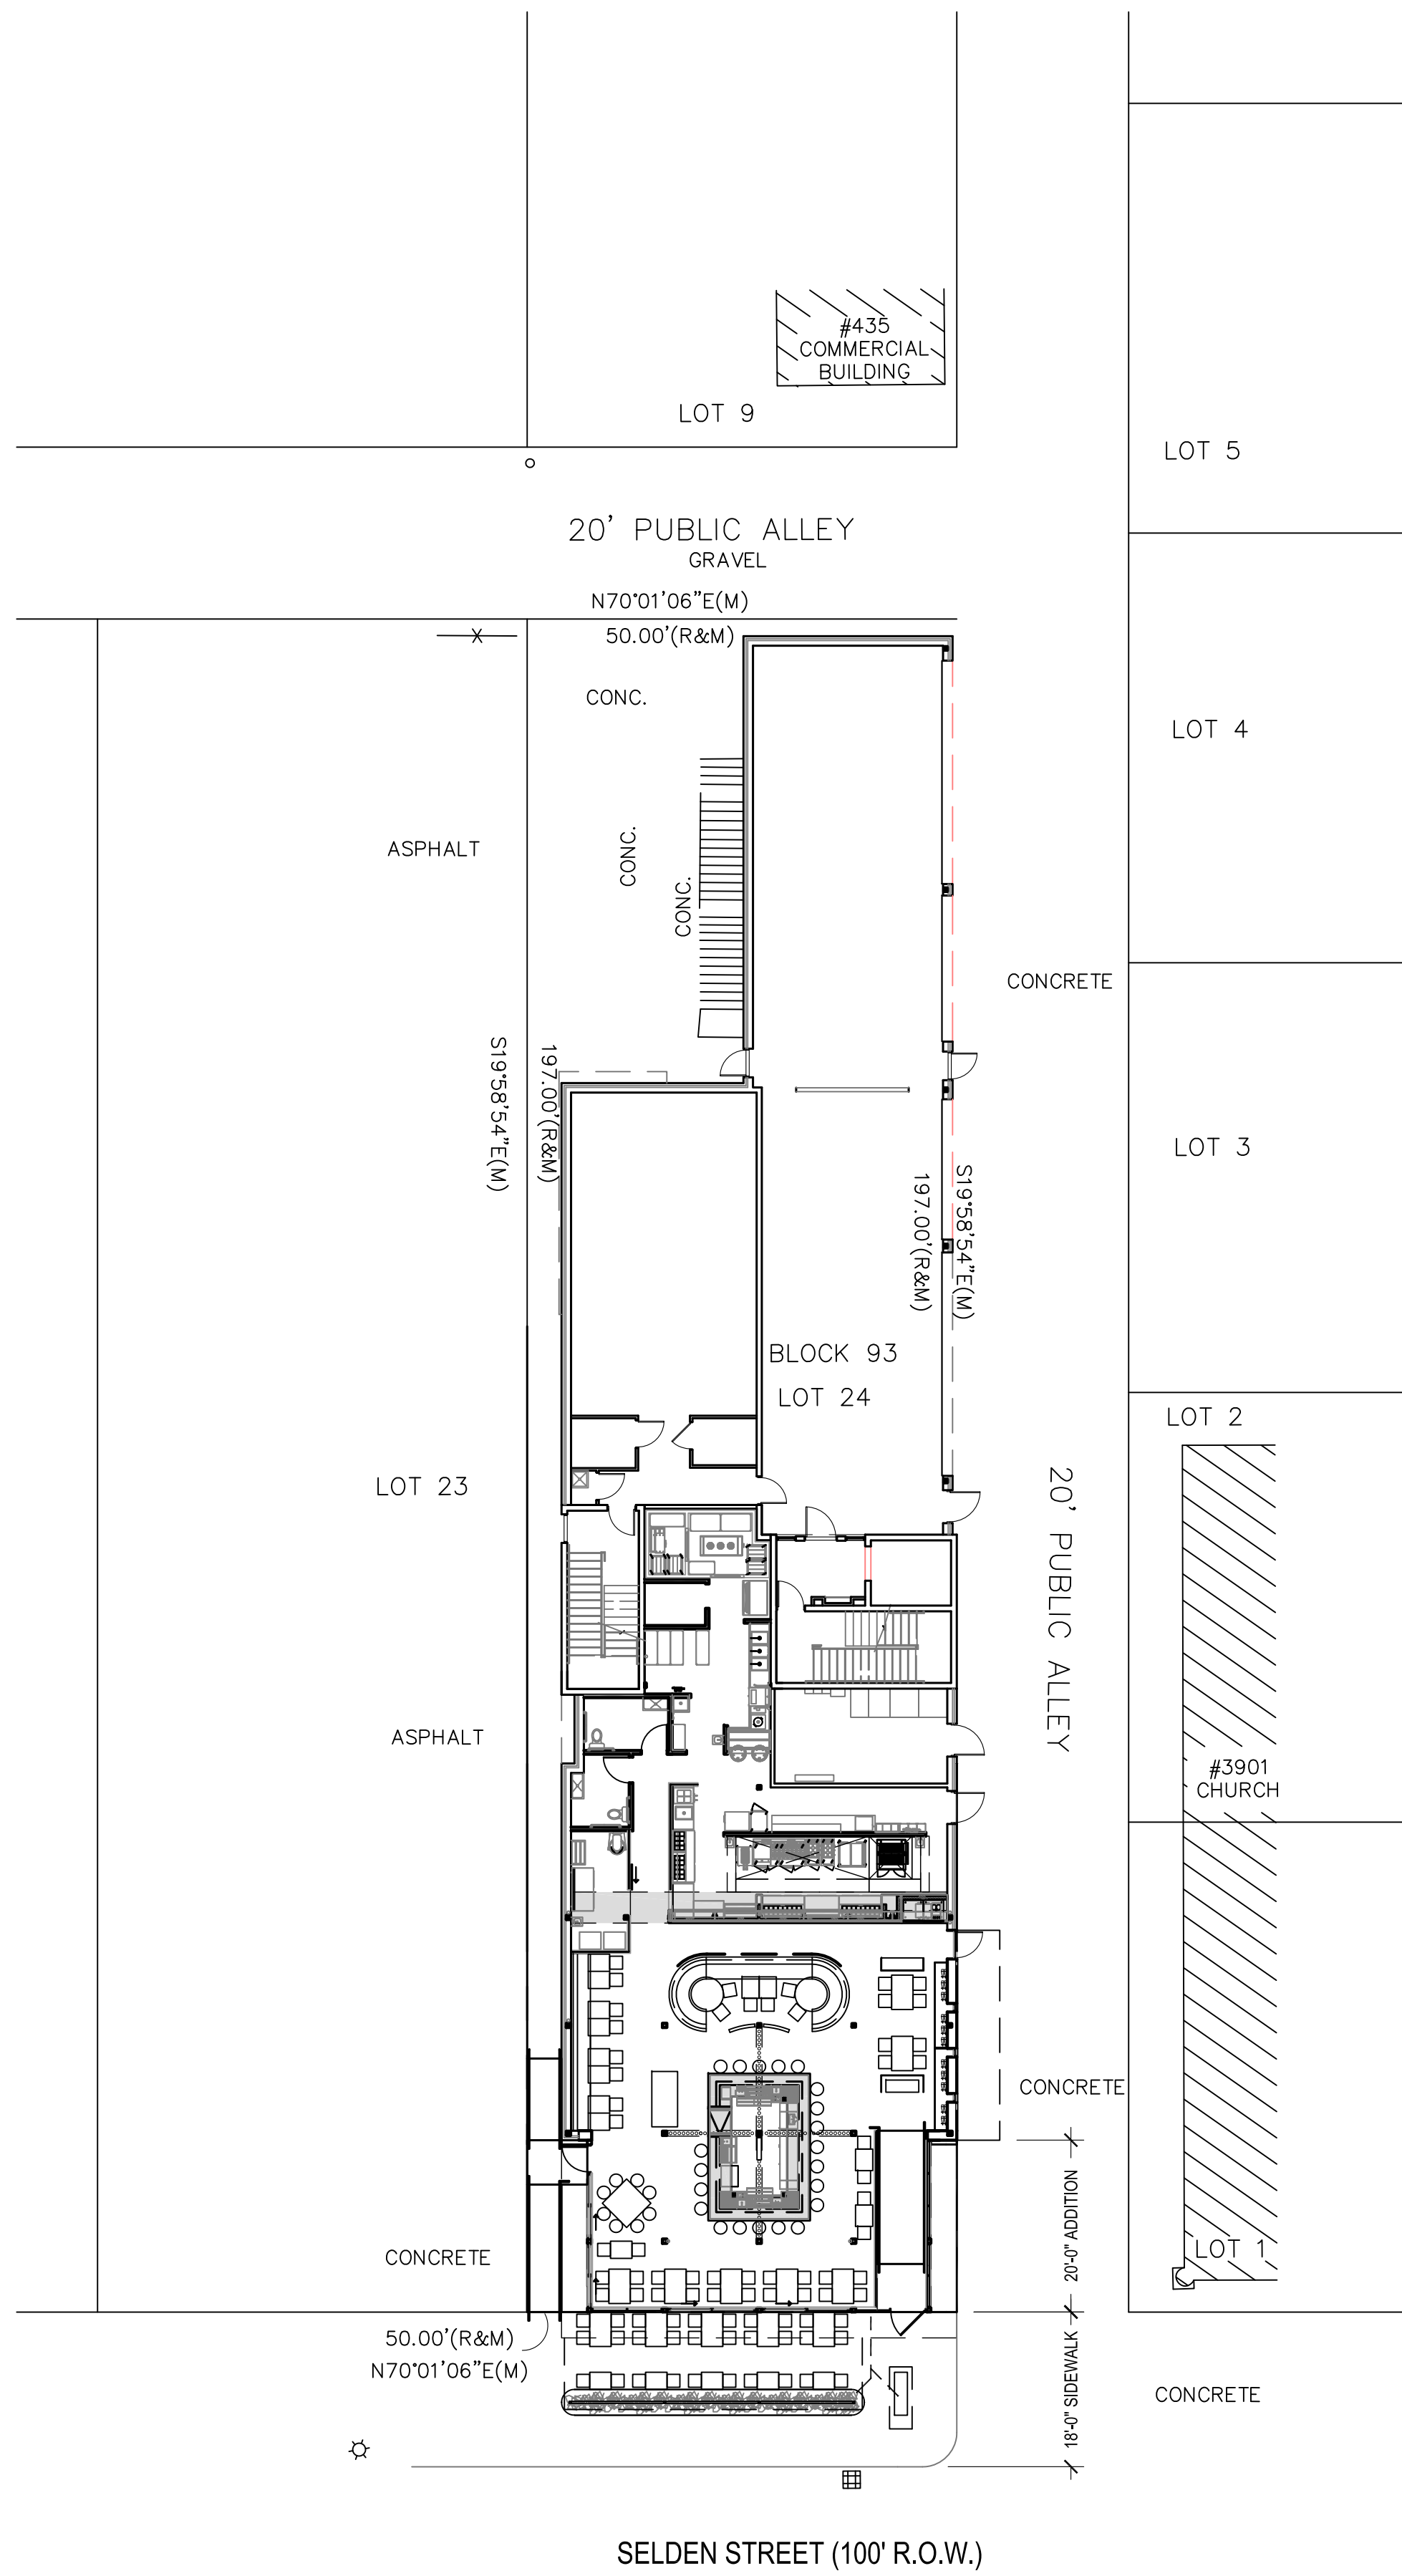 #435
COMMERCIAL
BUILDING
LOT 9
LOT 5
20' PUBLIC ALLEY
GRAVEL
N70°01'06"E(M)
50.00'(R&M)
CONC.
LOT 4
ASPHALT
CONC.
CONC.
CONCRETE
S19°58'54"E(M)
197.00'(R&M)
LOT 3
197.00'(R&M)
S19°58'54"E(M)
BLOCK 93
LOT 24
LOT 2
LOT 23
20' PUBLIC ALLEY
ASPHALT
#3901
CHURCH
CONCRETE
20'-0" ADDITION
CONCRETE
LOT 1
50.00'(R&M)
N70°01'06"E(M)
18'-0" SIDEWALK
CONCRETE
SELDEN STREET (100' R.O.W.)